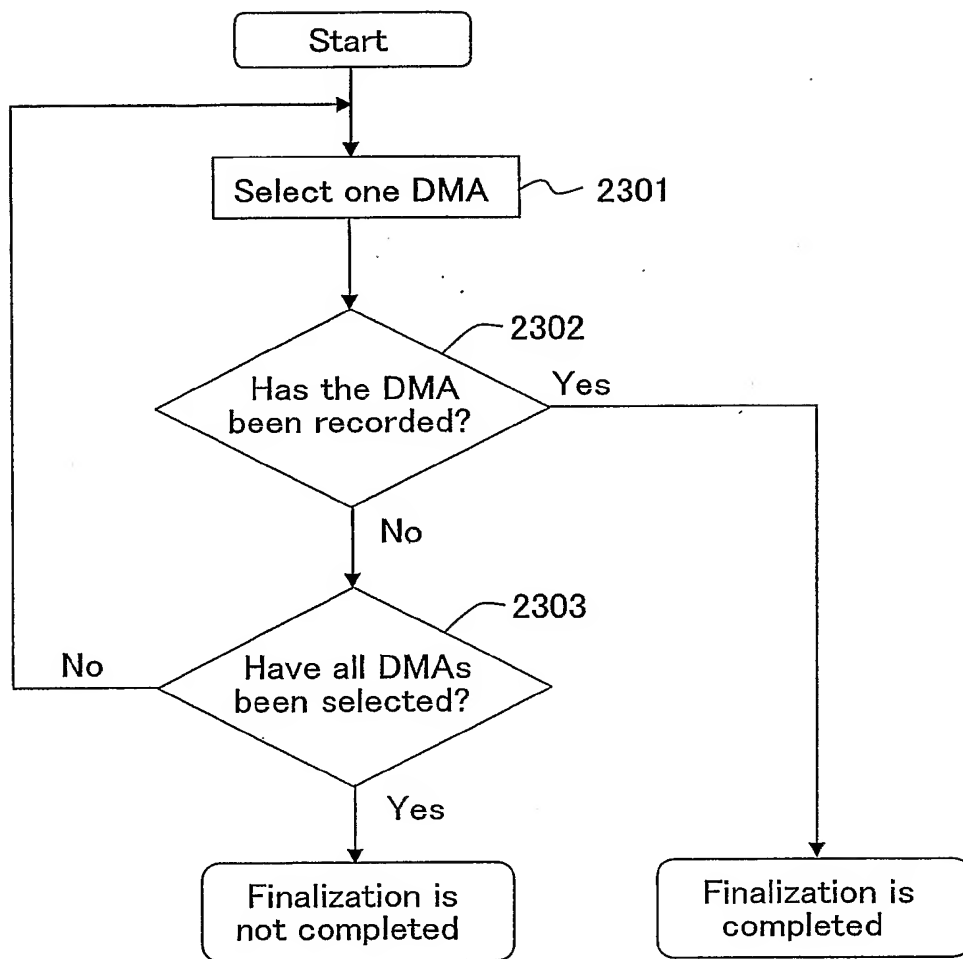 Start
Select one DMA
2301
2302
Has the DMA
been recorded?
Yes
No
2303
Have all DMAs
been selected?
No
Yes
Finalization is
not completed
Finalization is
completed